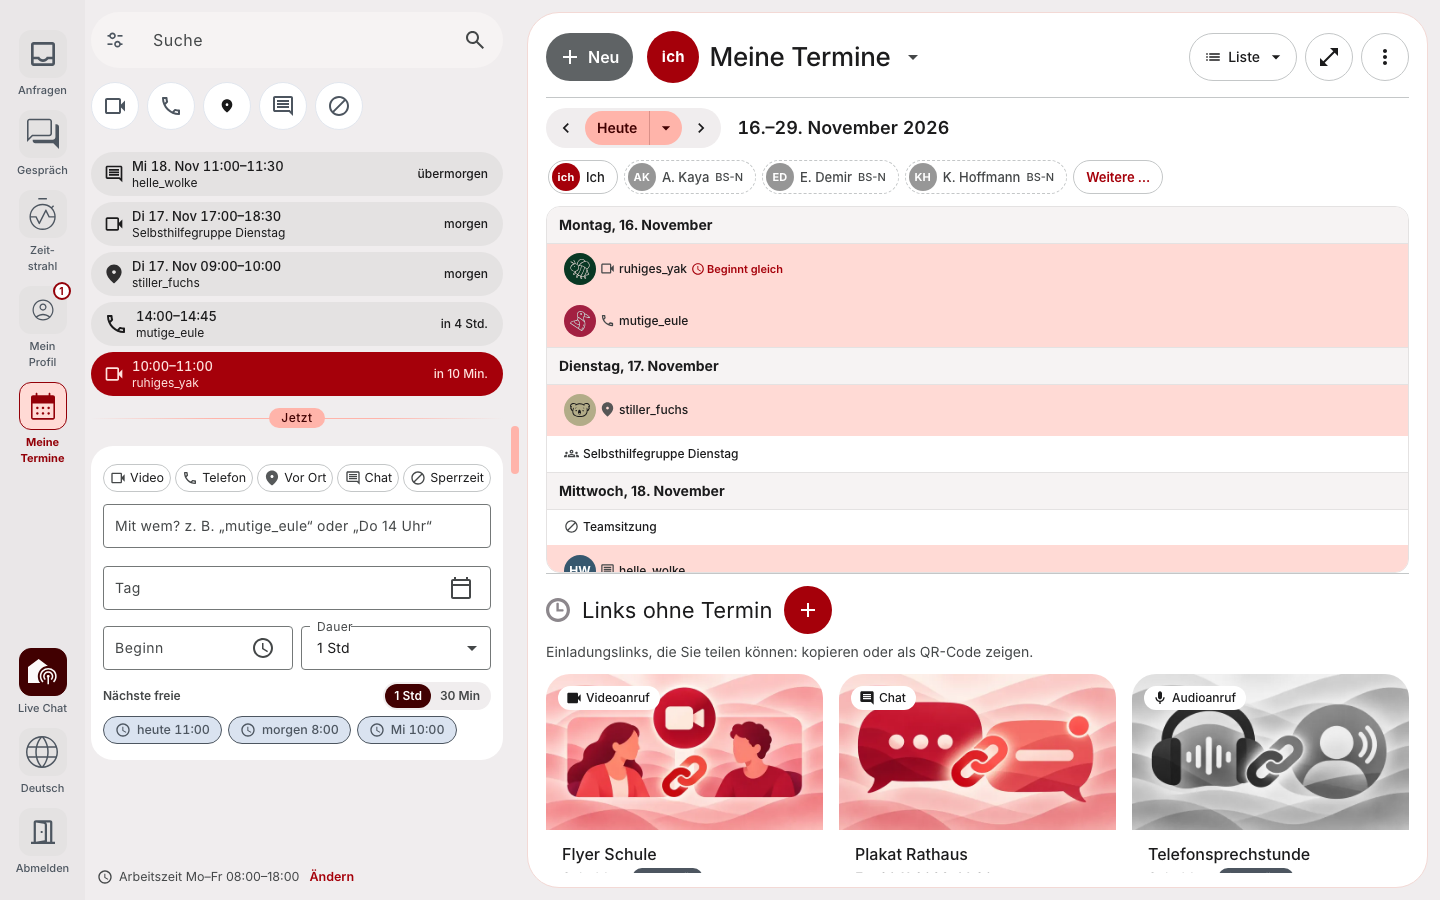 Anfragen
Gespräch
Zeit-
strahl
1
Mein
Profil
Meine
Termine
Live Chat
Deutsch
Abmelden
Suche
Mi 18. Nov 11:00–11:30
helle_wolke
übermorgen
Di 17. Nov 17:00–18:30
Selbsthilfegruppe Dienstag
morgen
Di 17. Nov 09:00–10:00
stiller_fuchs
morgen
14:00–14:45
mutige_eule
in 4 Std.
10:00–11:00
ruhiges_yak
in 10 Min.
Jetzt
Video
Telefon
Vor Ort
Chat
Sperrzeit
Mit wem? z. B. „mutige_eule“ oder „Do 14 Uhr“
Tag
Beginn
Dauer
1 Std
Nächste freie
1 Std
30 Min
heute 11:00
morgen 8:00
Mi 10:00
Arbeitszeit Mo–Fr 08:00–18:00 Ändern
Neu
ich
Meine Termine
Liste
Heute
16.–29. November 2026
ich Ich
AK A. Kaya BS-N
ED E. Demir BS-N
KH K. Hoffmann BS-N
Weitere ...
Montag, 16. November
ruhiges_yak Beginnt gleich
mutige_eule
Dienstag, 17. November
stiller_fuchs
Selbsthilfegruppe Dienstag
Mittwoch, 18. November
Teamsitzung
HW helle_wolke
Links ohne Termin
Einladungslinks, die Sie teilen können: kopieren oder als QR-Code zeigen.
Videoanruf
Flyer Schule
Chat
Plakat Rathaus
Audioanruf
Telefonsprechstunde